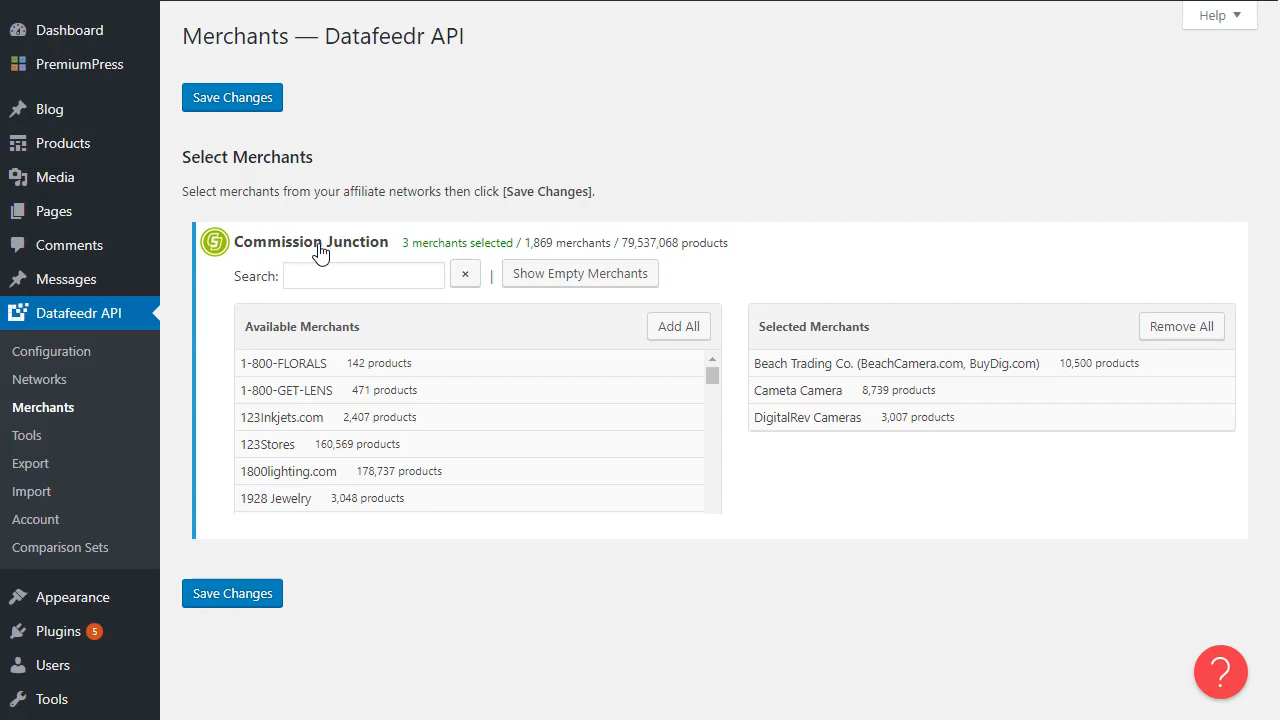 Dashboard
PremiumPress
Blog
Products
Media
Pages
Comments
Messages
Datafeedr API
Configuration
Networks
Merchants
Tools
Export
Import
Account
Comparison Sets
Appearance
Plugins 5
Users
Tools
Help
Merchants — Datafeedr API
Save Changes
Select Merchants
Select merchants from your affiliate networks then click [Save Changes].
Commission Junction 3 merchants selected / 1,869 merchants / 79,537,068 products
Search: × | Show Empty Merchants
Available Merchants Add All
1-800-FLORALS 142 products
1-800-GET-LENS 471 products
123Inkjets.com 2,407 products
123Stores 160,569 products
1800lighting.com 178,737 products
1928 Jewelry 3,048 products
Selected Merchants Remove All
Beach Trading Co. (BeachCamera.com, BuyDig.com) 10,500 products
Cameta Camera 8,739 products
DigitalRev Cameras 3,007 products
Save Changes
?